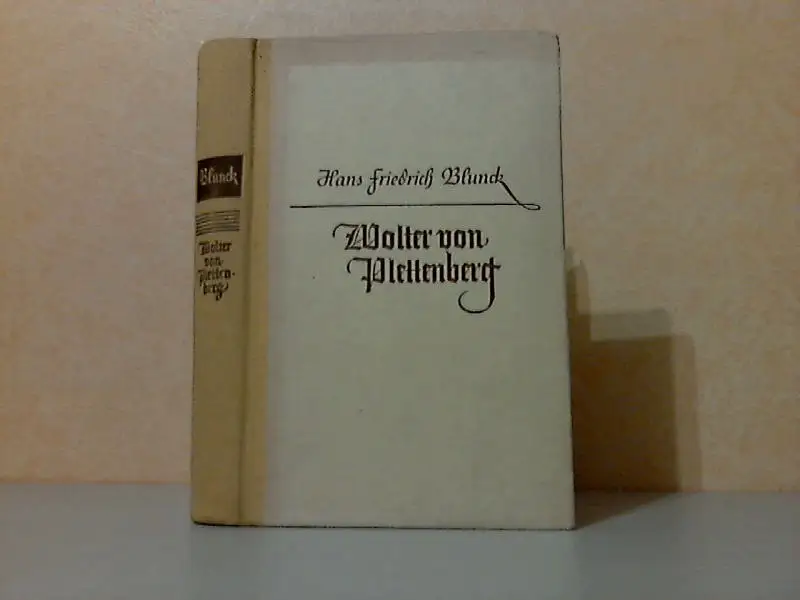 Blunck
Wolter
von
Pletten-
berg
Hans Friedrich Blunck
Wolter von
Plettenberg